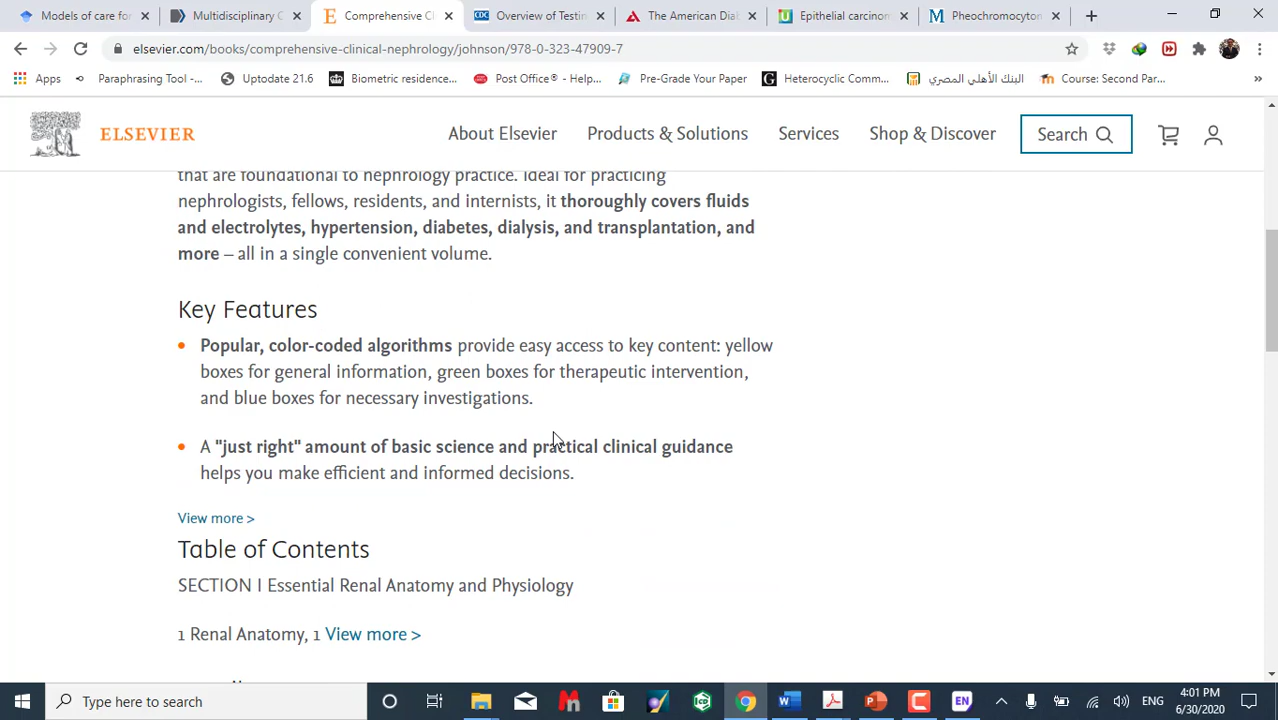 Model of care for
Multidisciplinary C
Comprehensive Cl
Overview of Testin
The American Diab
Epithelial carcinom
Pheochromocyton
elsevier.com/books/comprehensive-clinical-nephrology/johnson/978-0-323-47909-7
Apps
Paraphrasing Tool -...
Uptodate 21.6
Biometric residence...
Post Office® - Help...
Pre-Grade Your Paper
Heterocyclic Commu...
البنك الأهلي المصري
Course: Second Par...
ELSEVIER
About Elsevier
Products & Solutions
Services
Shop & Discover
Search
that are foundational to nephrology practice. Ideal for practicing
nephrologists, fellows, residents, and internists, it thoroughly covers fluids
and electrolytes, hypertension, diabetes, dialysis, and transplantation, and
more – all in a single convenient volume.
Key Features
Popular, color-coded algorithms provide easy access to key content: yellow
boxes for general information, green boxes for therapeutic intervention,
and blue boxes for necessary investigations.
A "just right" amount of basic science and practical clinical guidance
helps you make efficient and informed decisions.
View more >
Table of Contents
SECTION I Essential Renal Anatomy and Physiology
1 Renal Anatomy, 1 View more >
Type here to search
ENG
4:01 PM
6/30/2020